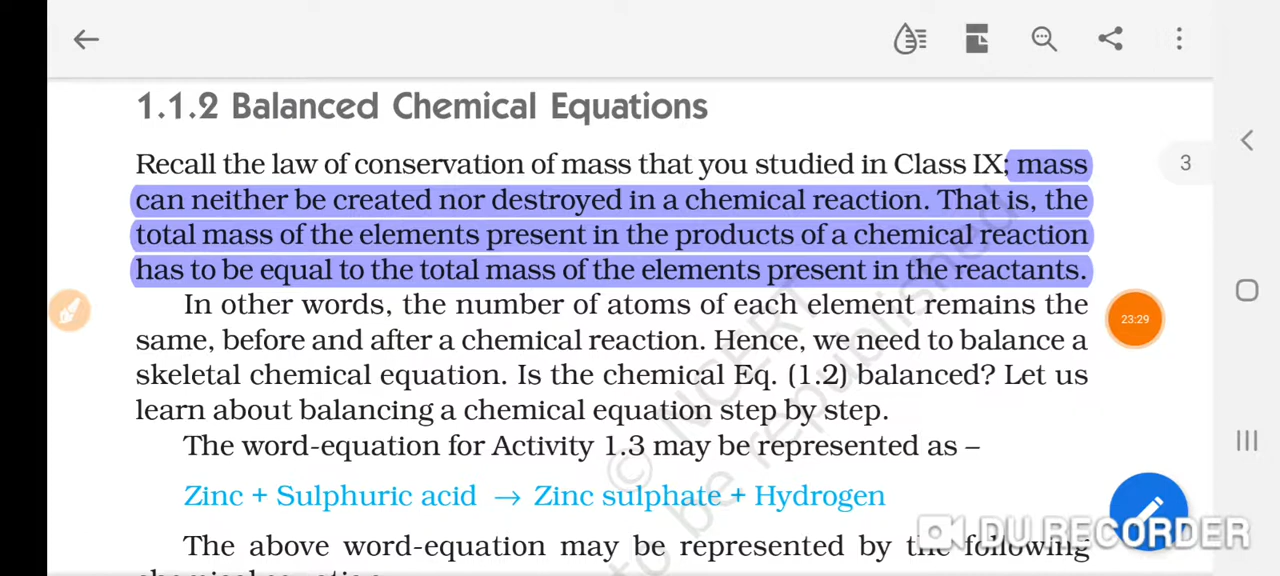 1.1.2 Balanced Chemical Equations
Recall the law of conservation of mass that you studied in Class IX; mass
can neither be created nor destroyed in a chemical reaction. That is, the
total mass of the elements present in the products of a chemical reaction
has to be equal to the total mass of the elements present in the reactants.
In other words, the number of atoms of each element remains the
same, before and after a chemical reaction. Hence, we need to balance a
skeletal chemical equation. Is the chemical Eq. (1.2) balanced? Let us
learn about balancing a chemical equation step by step.
The word-equation for Activity 1.3 may be represented as –
Zinc + Sulphuric acid → Zinc sulphate + Hydrogen
The above word-equation may be represented by the following
3
23:29
© NCERT
to be republished
DU RECORDER